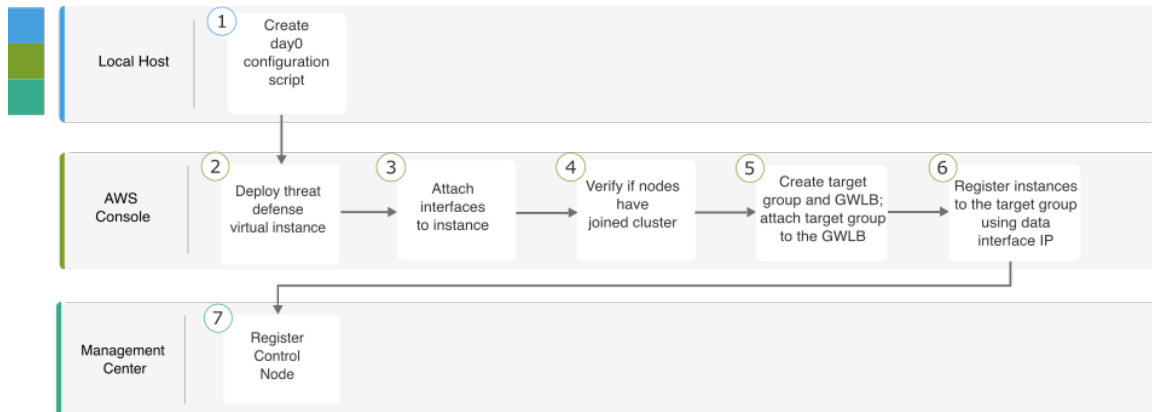 Local Host
1
Create
day0
configuration
script
AWS
Console
2
Deploy threat
defense
virtual instance
3
Attach
interfaces
to instance
4
Verify if nodes
have
joined cluster
5
Create target
group and GWLB;
attach target group
to the GWLB
6
Register instances
to the target group
using data
interface IP
Management
Center
7
Register
Control
Node